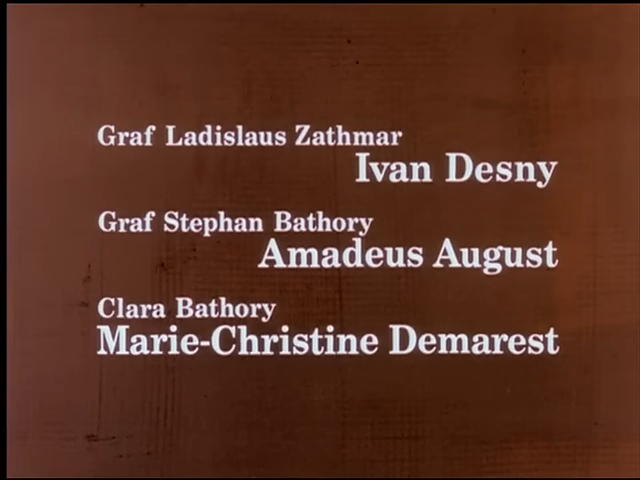 Graf Ladislaus Zathmar
Ivan Desny
Graf Stephan Bathory
Amadeus August
Clara Bathory
Marie-Christine Demarest